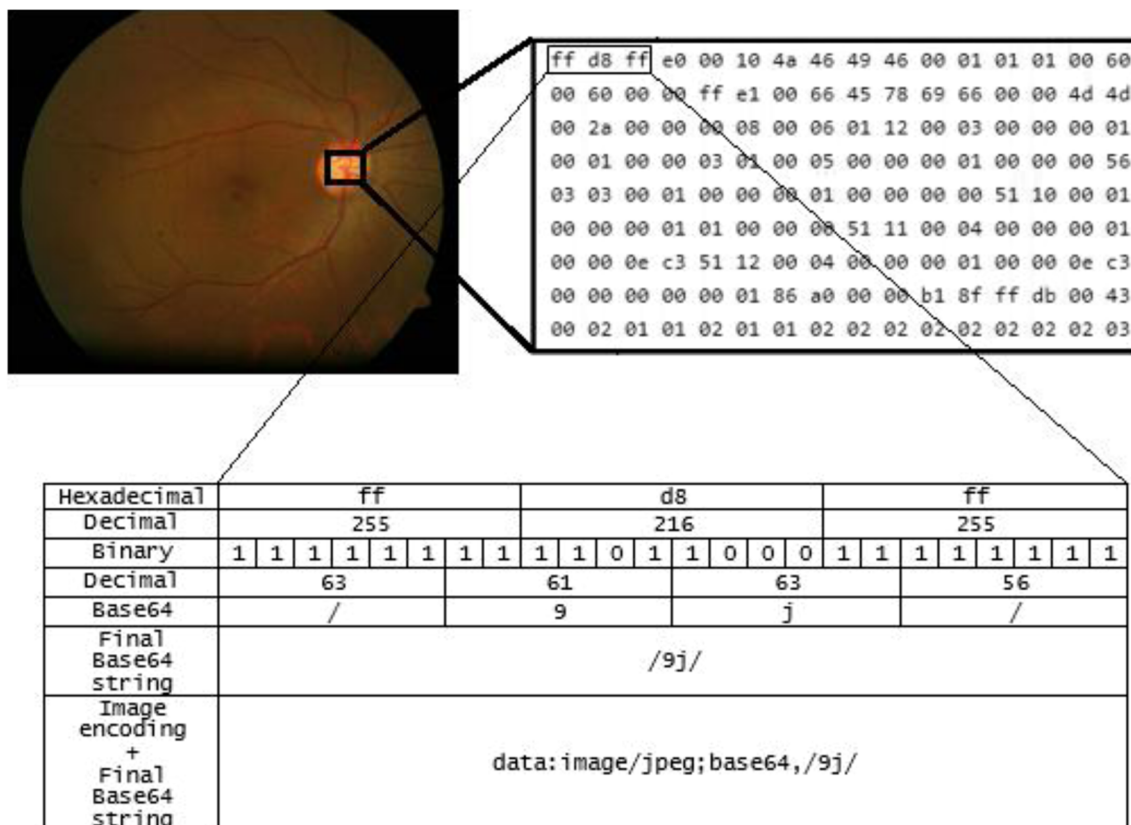 ff d8 ff e0 00 10 4a 46 49 46 00 01 01 01 00 60
00 60 00 00 ff e1 00 66 45 78 69 66 00 00 4d 4d
00 2a 00 00 00 08 00 06 01 12 00 03 00 00 00 01
00 01 00 00 03 01 00 05 00 00 00 01 00 00 00 56
03 03 00 01 00 00 00 01 00 00 00 00 51 10 00 01
00 00 00 01 01 00 00 00 51 11 00 04 00 00 00 01
00 00 0e c3 51 12 00 04 00 00 00 01 00 00 0e c3
00 00 00 00 00 01 86 a0 00 00 b1 8f ff db 00 43
00 02 01 01 02 01 01 02 02 02 02 02 02 02 02 03
Hexadecimal ff d8 ff
Decimal 255 216 255
Binary 1 1 1 1 1 1 1 1 1 1 0 1 1 0 0 0 1 1 1 1 1 1 1 1
Decimal 63 61 63 56
Base64 / 9 j /
Final
Base64
string
/9j/
Image
encoding
+
Final
Base64
string
data:image/jpeg;base64,/9j/